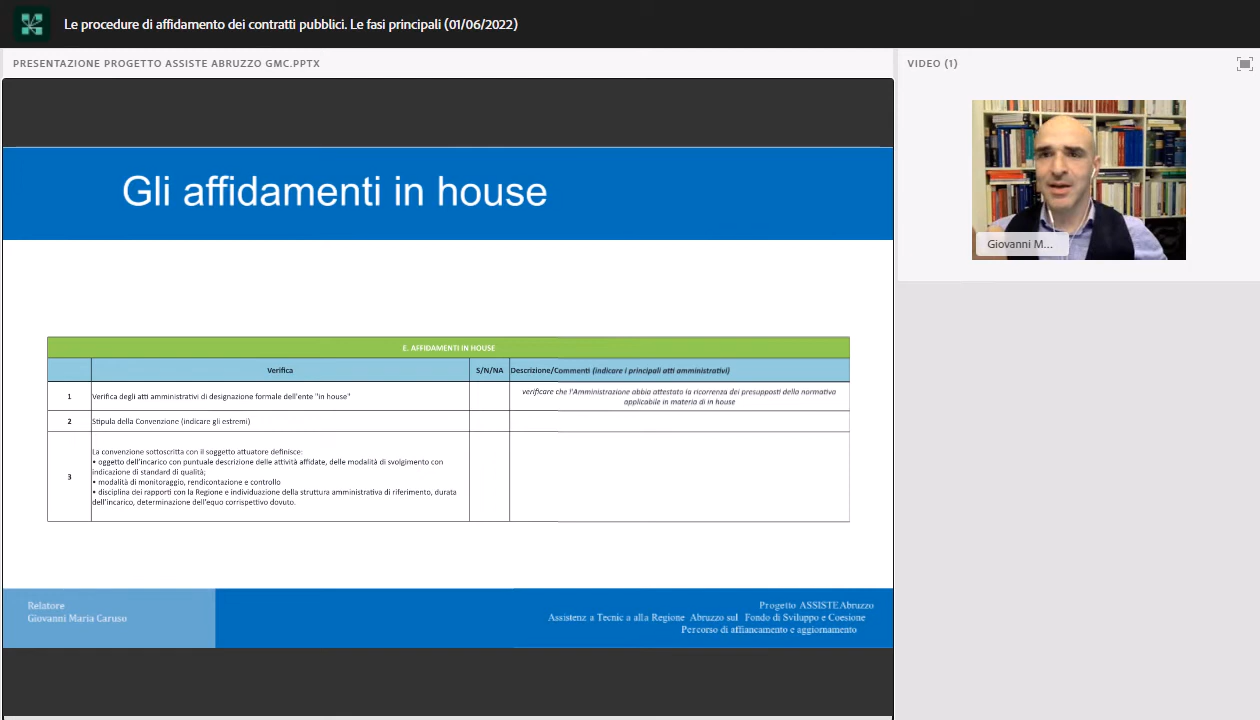 Le procedure di affidamento dei contratti pubblici. Le fasi principali (01/06/2022)
PRESENTAZIONE PROGETTO ASSISTE ABRUZZO GMC.PPTX
VIDEO (1)
Giovanni M...
Gli affidamenti in house
E. AFFIDAMENTI IN HOUSE
Verifica
S/N/NA
Descrizione/Commenti (indicare i principali atti amministrativi)
1
Verifica degli atti amministrativi di designazione formale dell'ente "in house"
verificare che l'Amministrazione abbia attestato la ricorrenza dei presupposti della normativa
applicabile in materia di in house
2
Stipula della Convenzione (indicare gli estremi)
3
La convenzione sottoscritta con il soggetto attuatore definisce:
• oggetto dell'incarico con puntuale descrizione delle attività affidate, delle modalità di svolgimento con
indicazione di standard di qualità;
• modalità di monitoraggio, rendicontazione e controllo
• disciplina dei rapporti con la Regione e individuazione della struttura amministrativa di riferimento, durata
dell'incarico, determinazione dell'equo corrispettivo dovuto.
Relatore
Giovanni Maria Caruso
Progetto ASSISTEAbruzzo
Assistenz a Tecnic a alla Regione Abruzzo sul Fondo di Sviluppo e Coesione
Percorso di affiancamento e aggiornamento